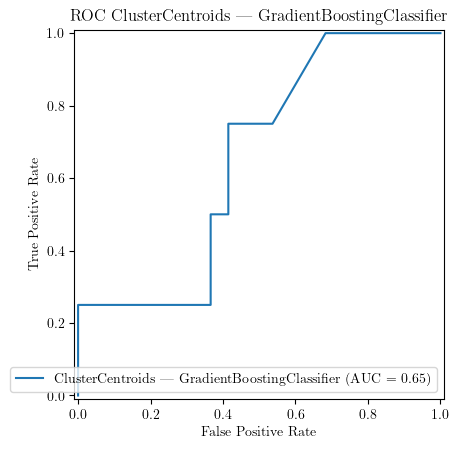 ROC ClusterCentroids — GradientBoostingClassifier
1.0
0.8
0.6
0.4
0.2
0.0
True Positive Rate
ClusterCentroids — GradientBoostingClassifier (AUC = 0.65)
0.0 0.2 0.4 0.6 0.8 1.0
False Positive Rate